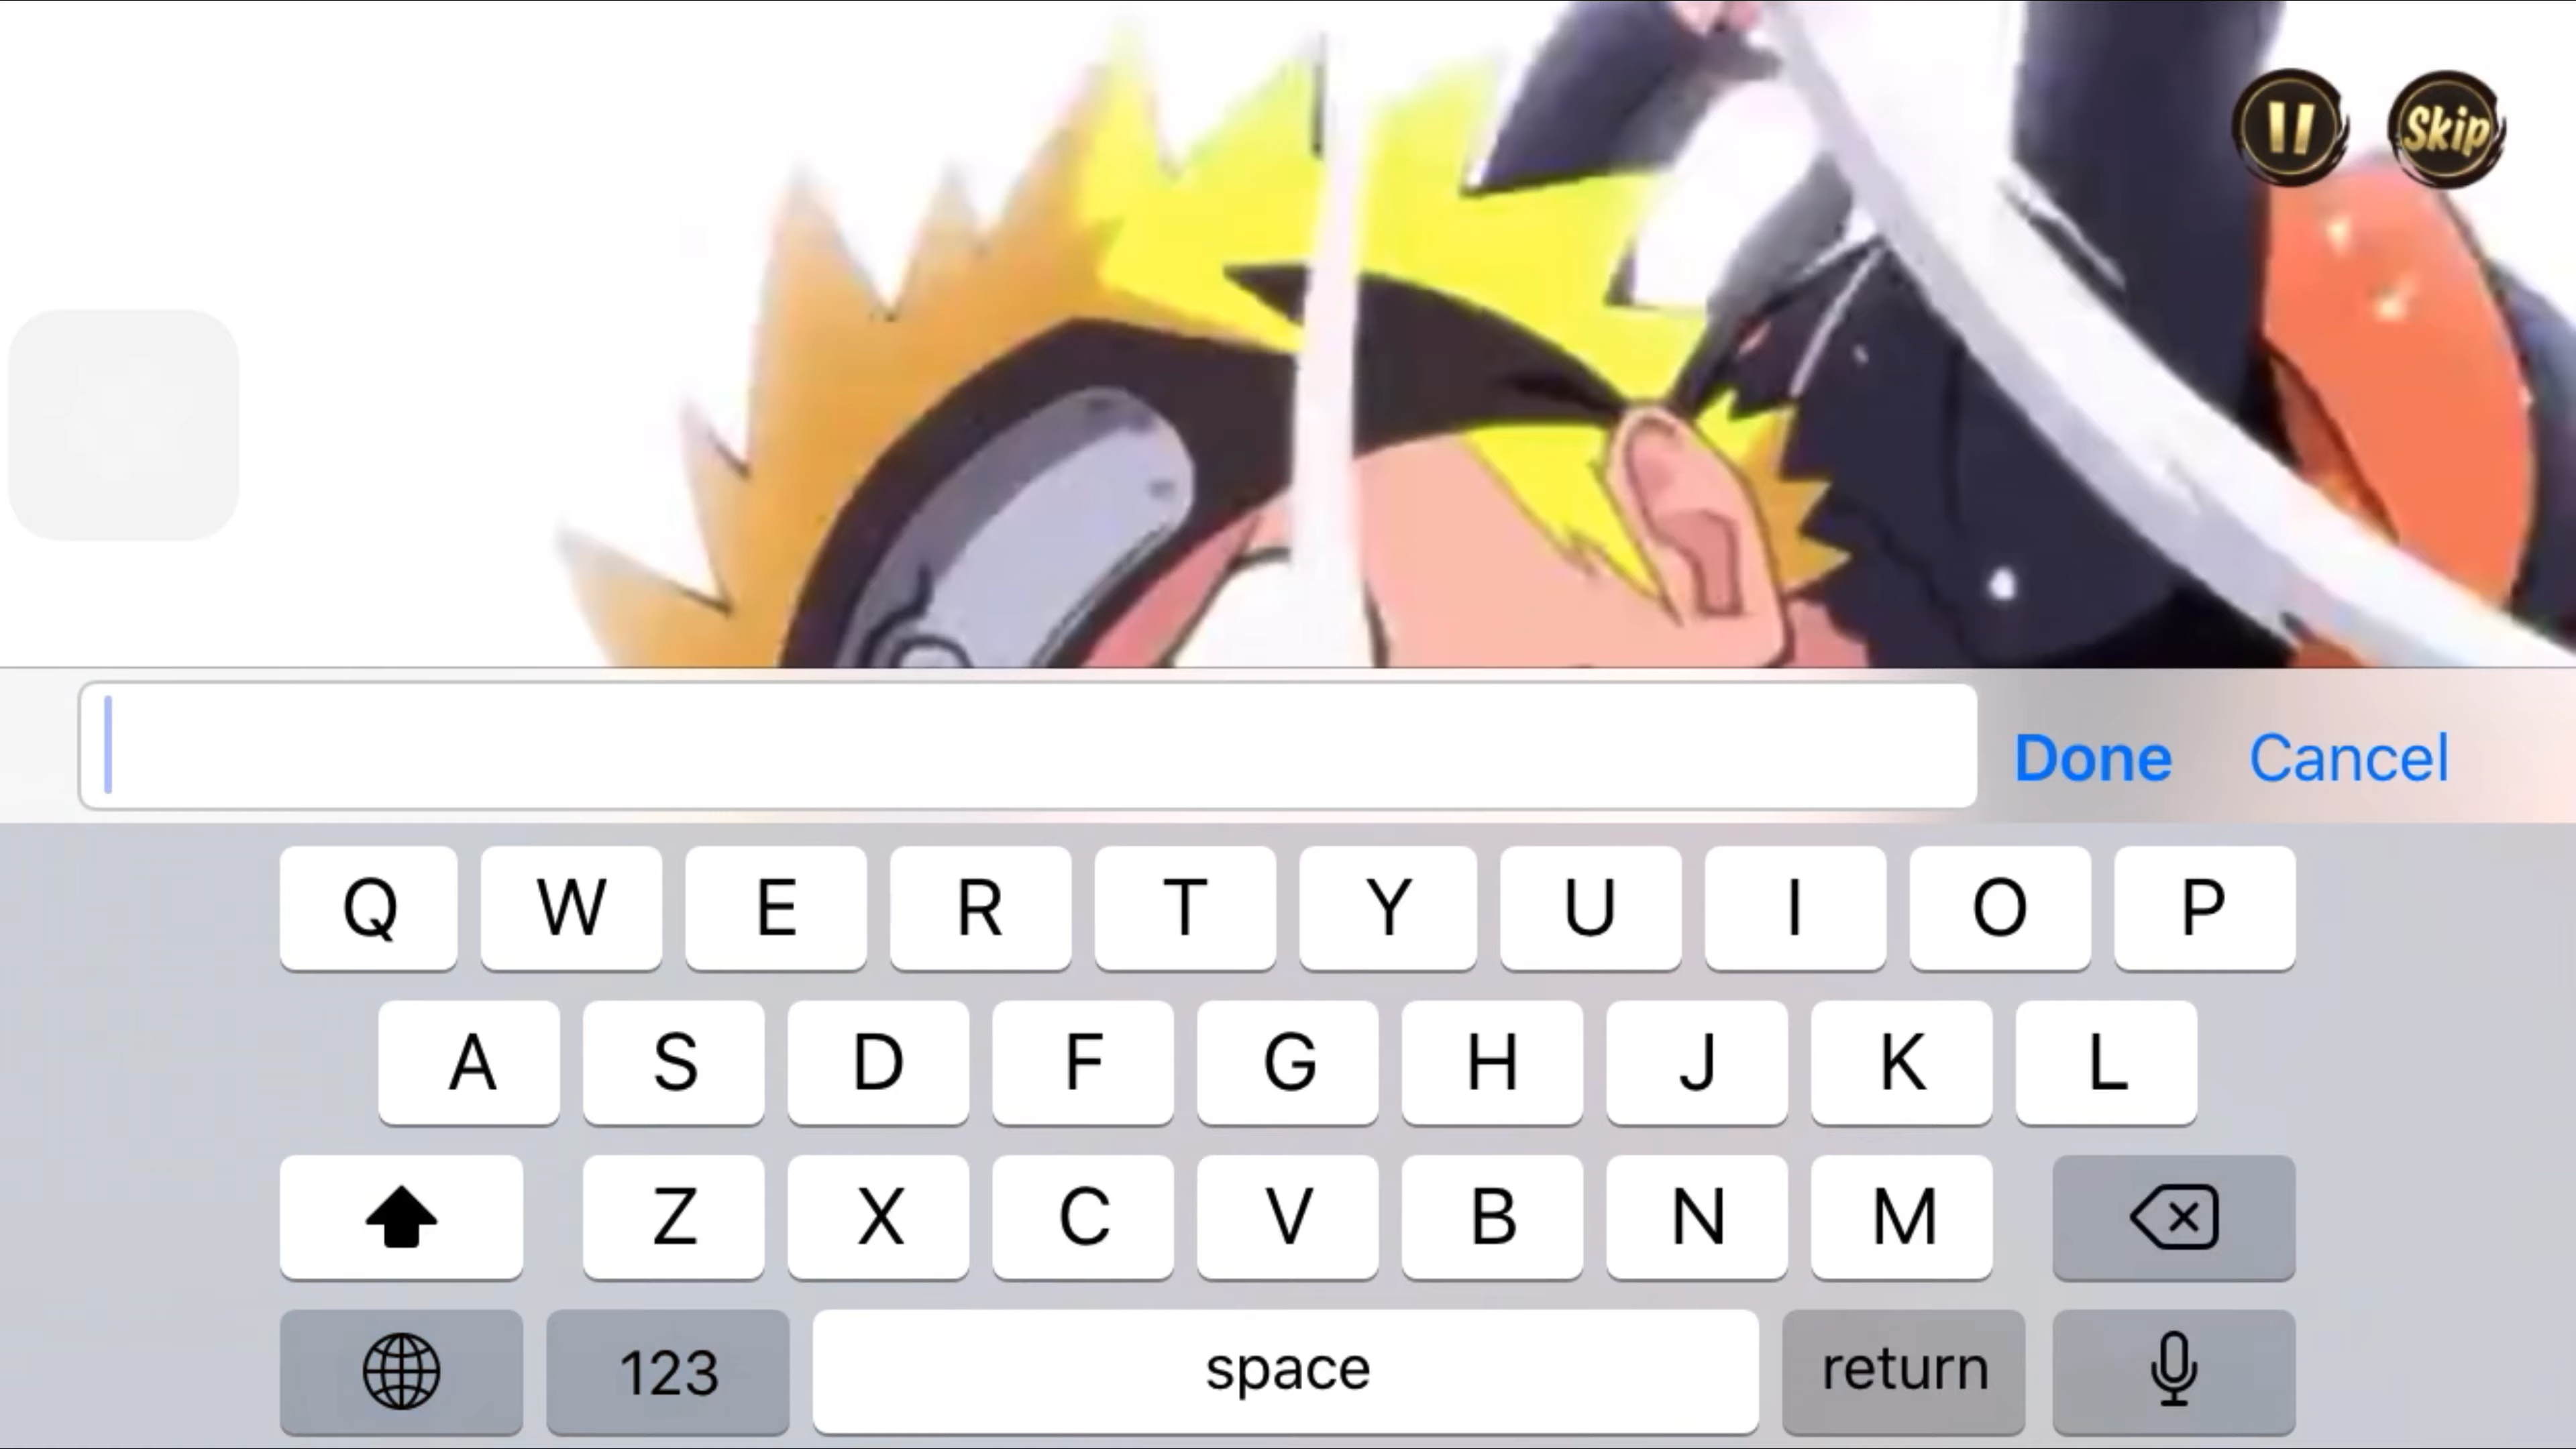 Skip
Done Cancel
Q W E R T Y U I O P
A S D F G H J K L
Z X C V B N M
123 space return